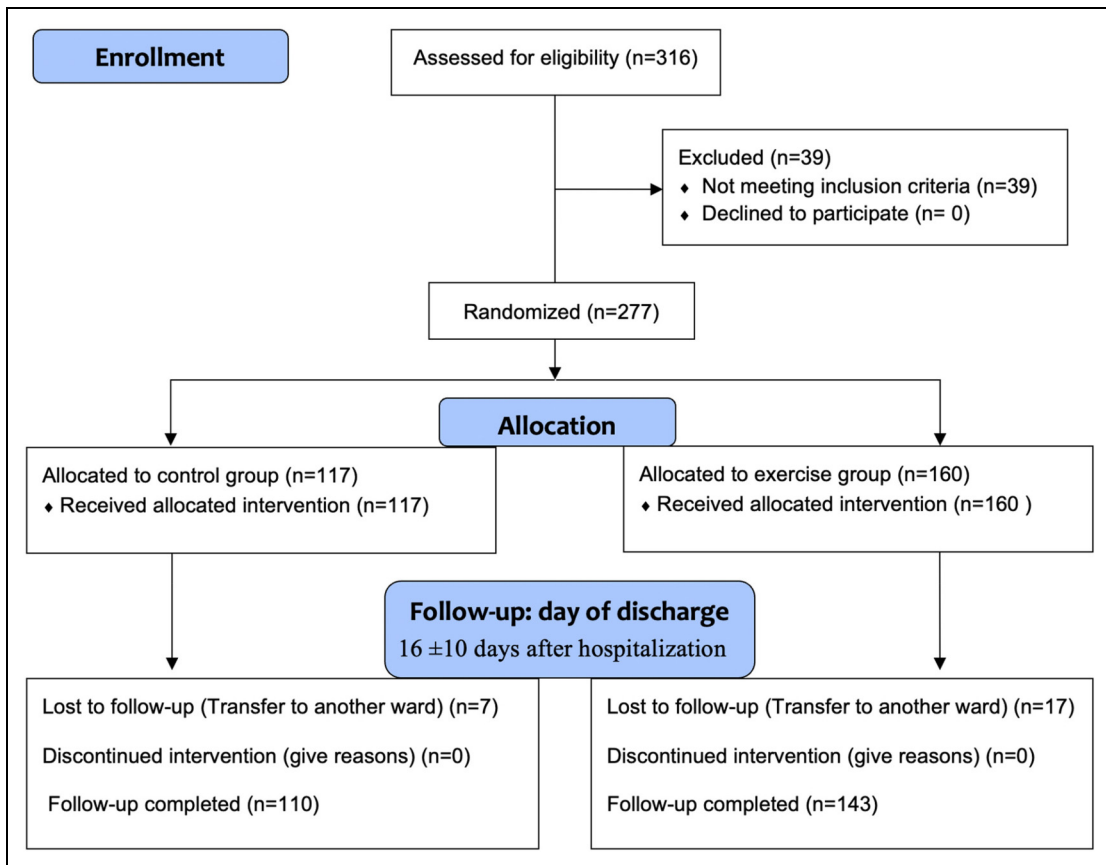 Enrollment
Assessed for eligibility (n=316)
Excluded (n=39)
♦ Not meeting inclusion criteria (n=39)
♦ Declined to participate (n= 0)
Randomized (n=277)
Allocation
Allocated to control group (n=117)
♦ Received allocated intervention (n=117)
Allocated to exercise group (n=160)
♦ Received allocated intervention (n=160 )
Follow-up: day of discharge
16 ±10 days after hospitalization
Lost to follow-up (Transfer to another ward) (n=7)
Discontinued intervention (give reasons) (n=0)
Follow-up completed (n=110)
Lost to follow-up (Transfer to another ward) (n=17)
Discontinued intervention (give reasons) (n=0)
Follow-up completed (n=143)